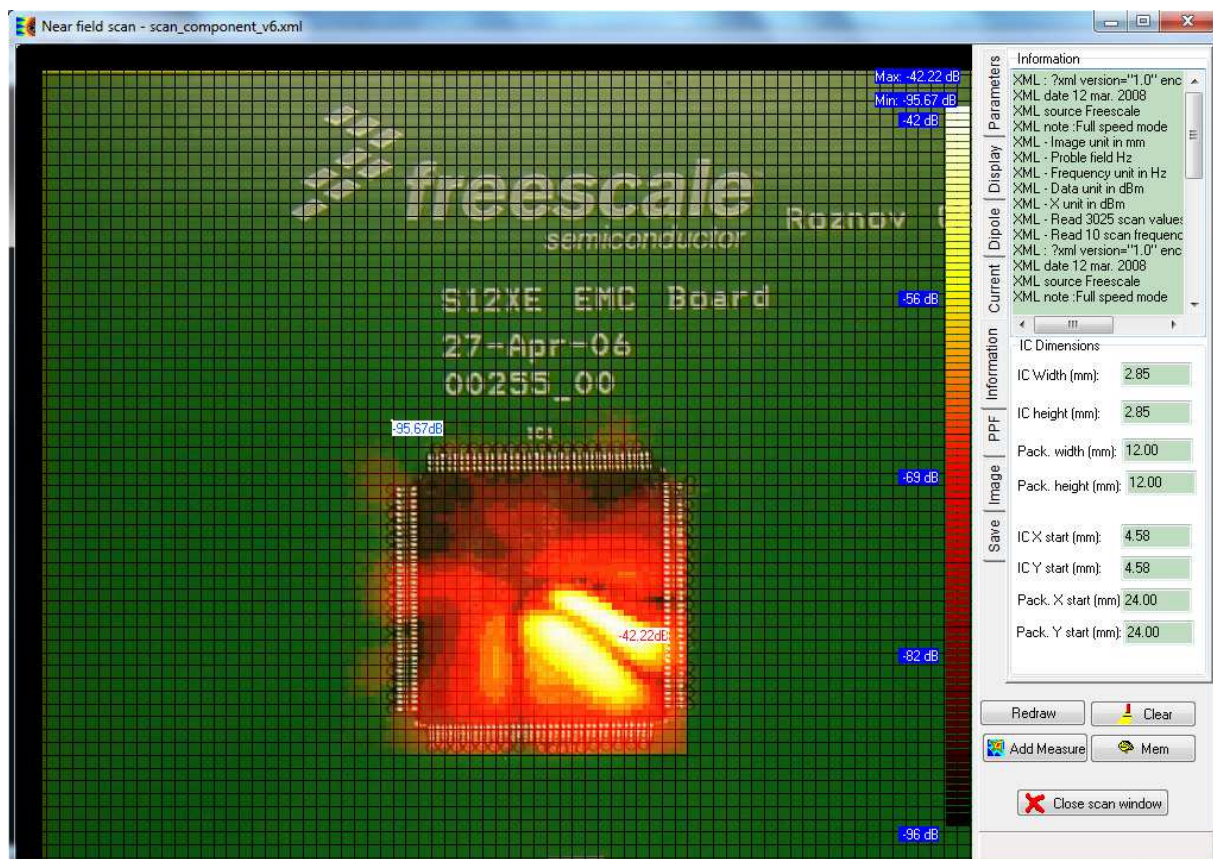 Near field scan - scan_component_v6.xml
Max: -42.22 dB
Min: -95.67 dB
-42 dB
freescale
semiconductor
Roznov
S12XE EMC Board
27-Apr-06
00255_00
-56 dB
-95.67dB
IC1
-69 dB
-42.22dB
-82 dB
-96 dB
Parameters
Display
Dipole
Current
Information
PPF
Image
Save
Information
XML : ?xml version="1.0" enc
XML date 12 mar. 2008
XML source Freescale
XML note :Full speed mode
XML - Image unit in mm
XML - Proble field Hz
XML - Frequency unit in Hz
XML - Data unit in dBm
XML - X unit in dBm
XML - Read 3025 scan values
XML - Read 10 scan frequenc
XML : ?xml version="1.0" enc
XML date 12 mar. 2008
XML source Freescale
XML note :Full speed mode
IC Dimensions
IC Width (mm): 2.85
IC height (mm): 2.85
Pack. width (mm): 12.00
Pack. height (mm): 12.00
IC X start (mm): 4.58
IC Y start (mm): 4.58
Pack. X start (mm) 24.00
Pack. Y start (mm): 24.00
Redraw
Clear
Add Measure
Mem
Close scan window